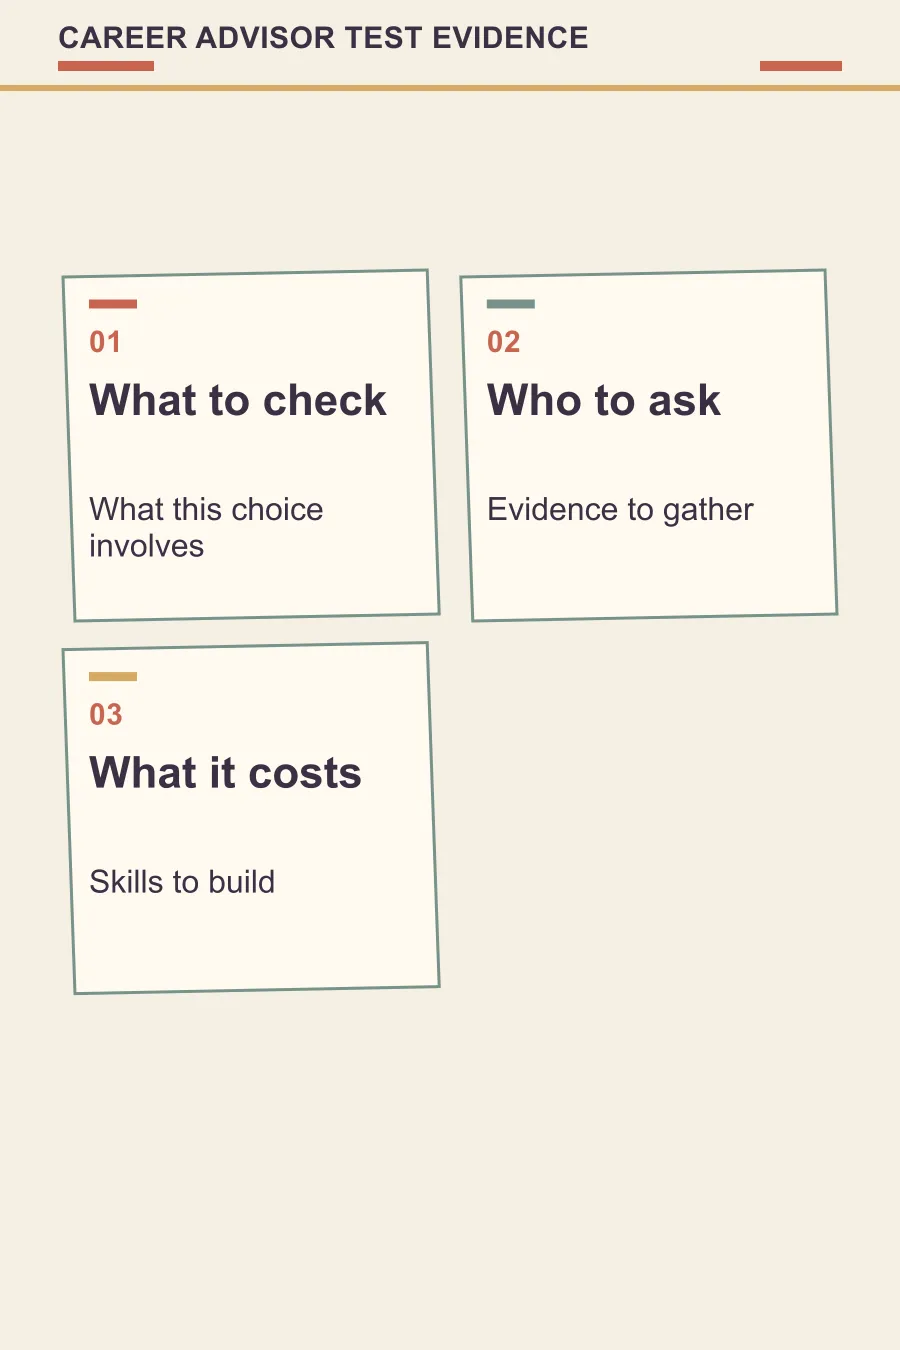 CAREER ADVISOR TEST EVIDENCE
01
What to check
What this choice
involves
02
Who to ask
Evidence to gather
03
What it costs
Skills to build